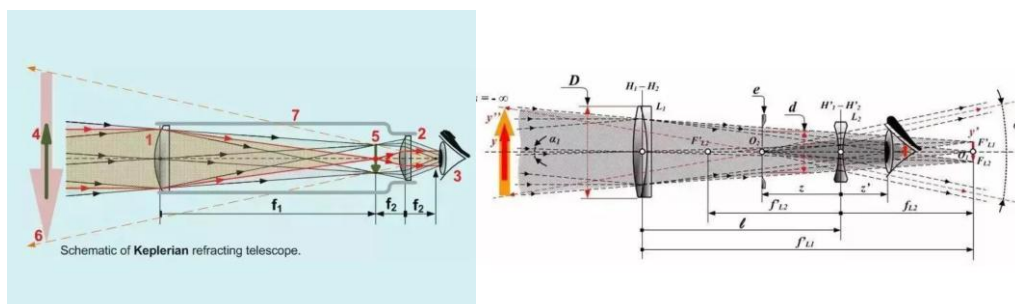 7
1
2
4
5
3
f₁
f₂
f₂
6
Schematic of Keplerian refracting telescope.
D
H₁ – H₂
L₁
= - ∞
y''
y
α₁
F'L2
e
O
d
H'₁ – H'₂
L₂
y'
F'L1
O
FL2
z
z'
f'L2
fL2
ℓ
f'L1